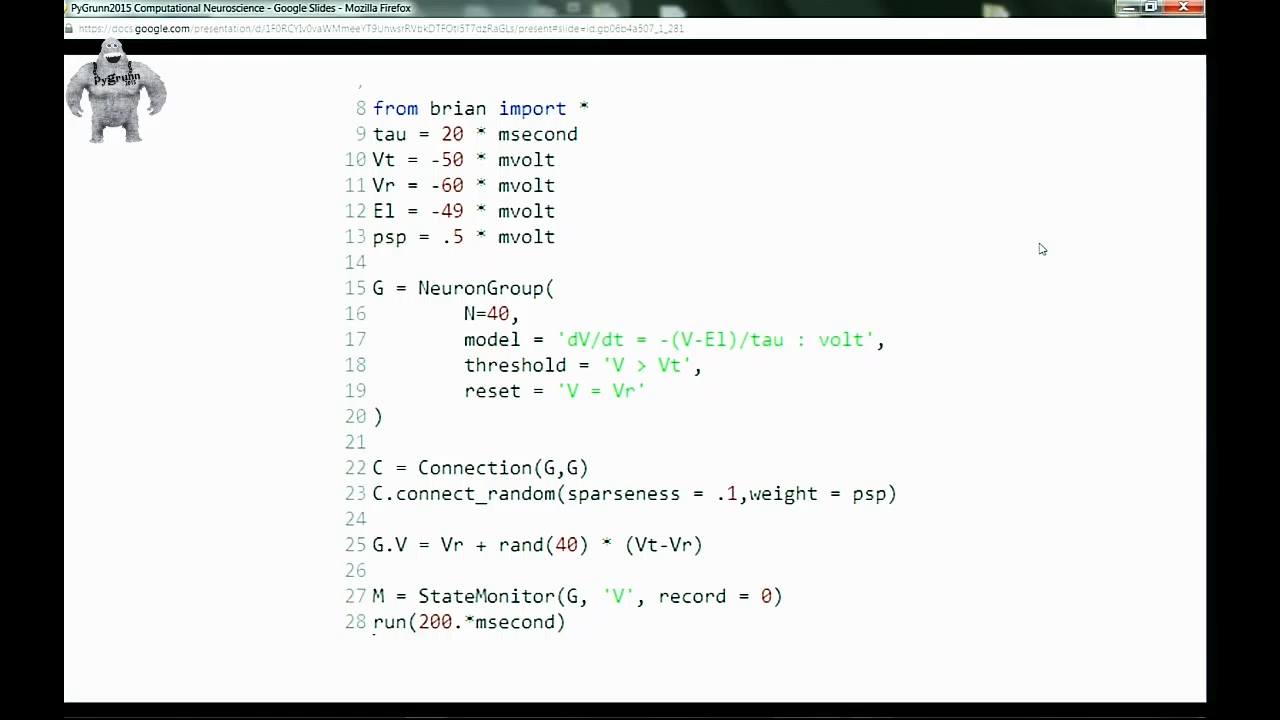 PyGrunn2015 Computational Neuroscience - Google Slides - Mozilla Firefox
PyGrunn
2015
8 from brian import *
9 tau = 20 * msecond
10 Vt = -50 * mvolt
11 Vr = -60 * mvolt
12 El = -49 * mvolt
13 psp = .5 * mvolt
14
15 G = NeuronGroup(
16 N=40,
17 model = 'dV/dt = -(V-El)/tau : volt',
18 threshold = 'V > Vt',
19 reset = 'V = Vr'
20 )
21
22 C = Connection(G,G)
23 C.connect_random(sparseness = .1,weight = psp)
24
25 G.V = Vr + rand(40) * (Vt-Vr)
26
27 M = StateMonitor(G, 'V', record = 0)
28 run(200.*msecond)